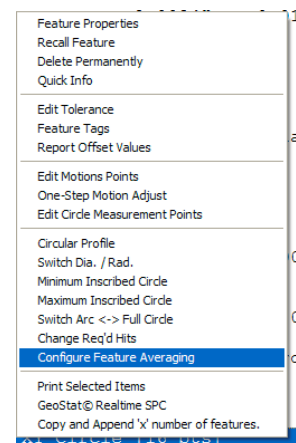 Feature Properties
Recall Feature
Delete Permanently
Quick Info
Edit Tolerance
Feature Tags
Report Offset Values
Edit Motions Points
One-Step Motion Adjust
Edit Circle Measurement Points
Circular Profile
Switch Dia. / Rad.
Minimum Inscribed Circle
Maximum Inscribed Circle
Switch Arc <-> Full Circle
Change Req'd Hits
Configure Feature Averaging
Print Selected Items
GeoStat© Realtime SPC
Copy and Append 'x' number of features.